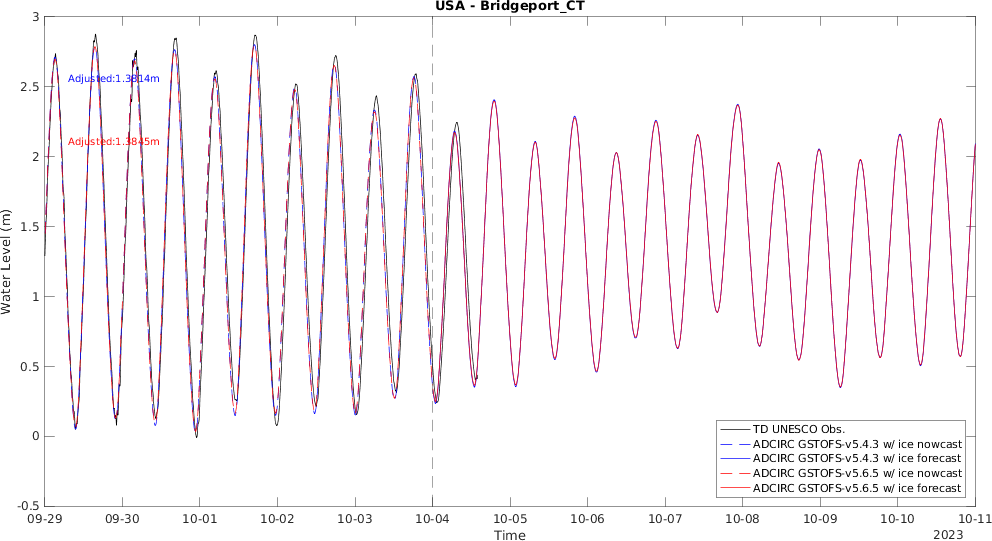 USA - Bridgeport_CT
3
2.5
2
1.5
1
0.5
0
-0.5
Water Level (m)
Adjusted:1.3814m
Adjusted:1.3845m
TD UNESCO Obs.
ADCIRC GSTOFS-v5.4.3 w/ ice nowcast
ADCIRC GSTOFS-v5.4.3 w/ ice forecast
ADCIRC GSTOFS-v5.6.5 w/ ice nowcast
ADCIRC GSTOFS-v5.6.5 w/ ice forecast
09-29 09-30 10-01 10-02 10-03 10-04 10-05 10-06 10-07 10-08 10-09 10-10 10-11
Time
2023